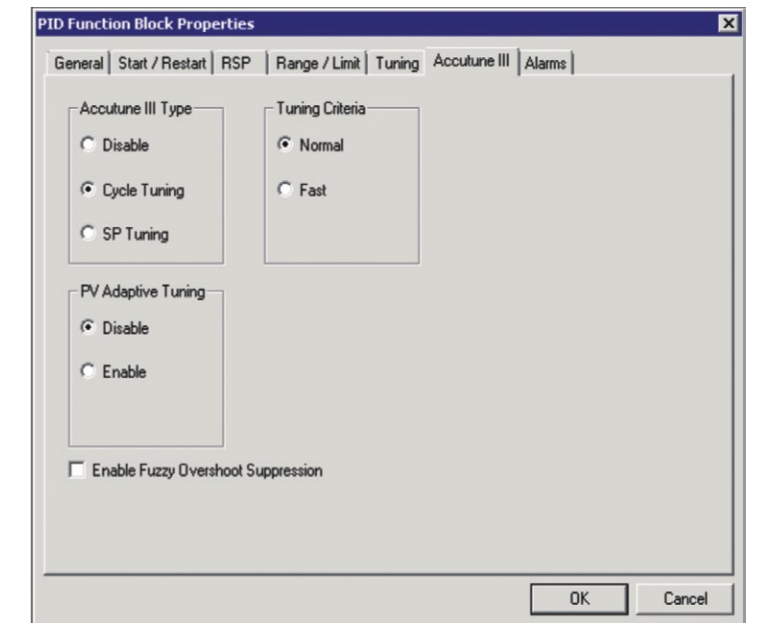 PID Function Block Properties
General Start / Restart RSP Range / Limit Tuning Accutune III Alarms
Accutune III Type
Disable
Cycle Tuning
SP Tuning
Tuning Criteria
Normal
Fast
PV Adaptive Tuning
Disable
Enable
Enable Fuzzy Overshoot Suppression
OK Cancel